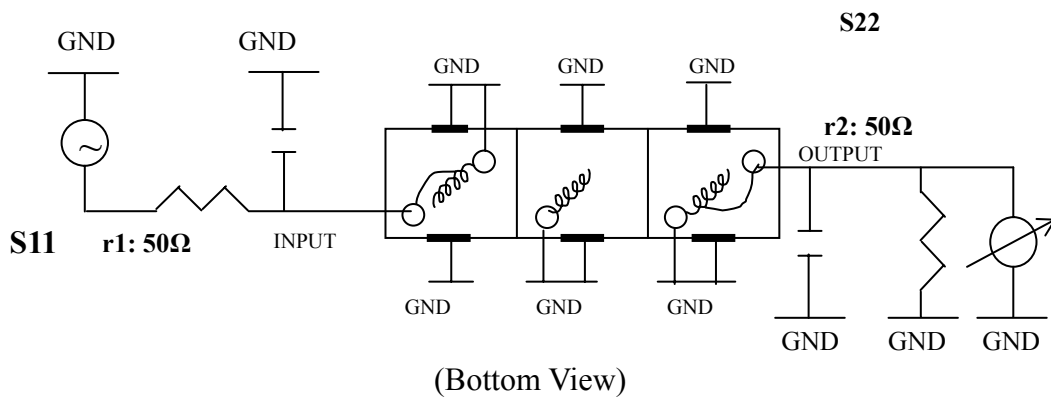 S22
GND
GND
GND
GND
GND
r2: 50Ω
OUTPUT
S11
r1: 50Ω
INPUT
GND
GND
GND
GND
GND
GND
(Bottom View)